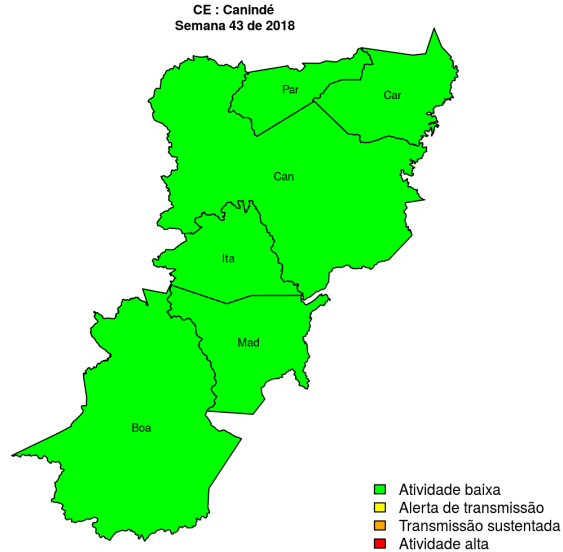 CE : Canindé
Semana 43 de 2018
Par
Car
Can
Ita
Mad
Boa
Atividade baixa
Alerta de transmissão
Transmissão sustentada
Atividade alta